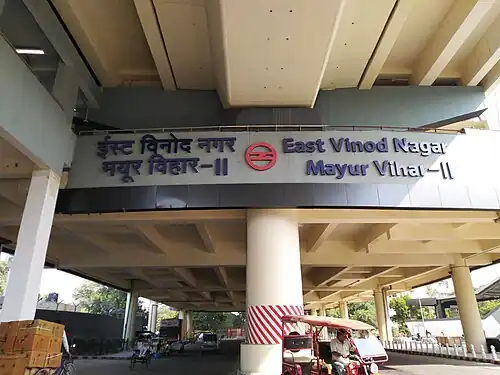 ईस्ट विनोद नगर
मयूर विहार-II
East Vinod Nagar
Mayur Vihar-II